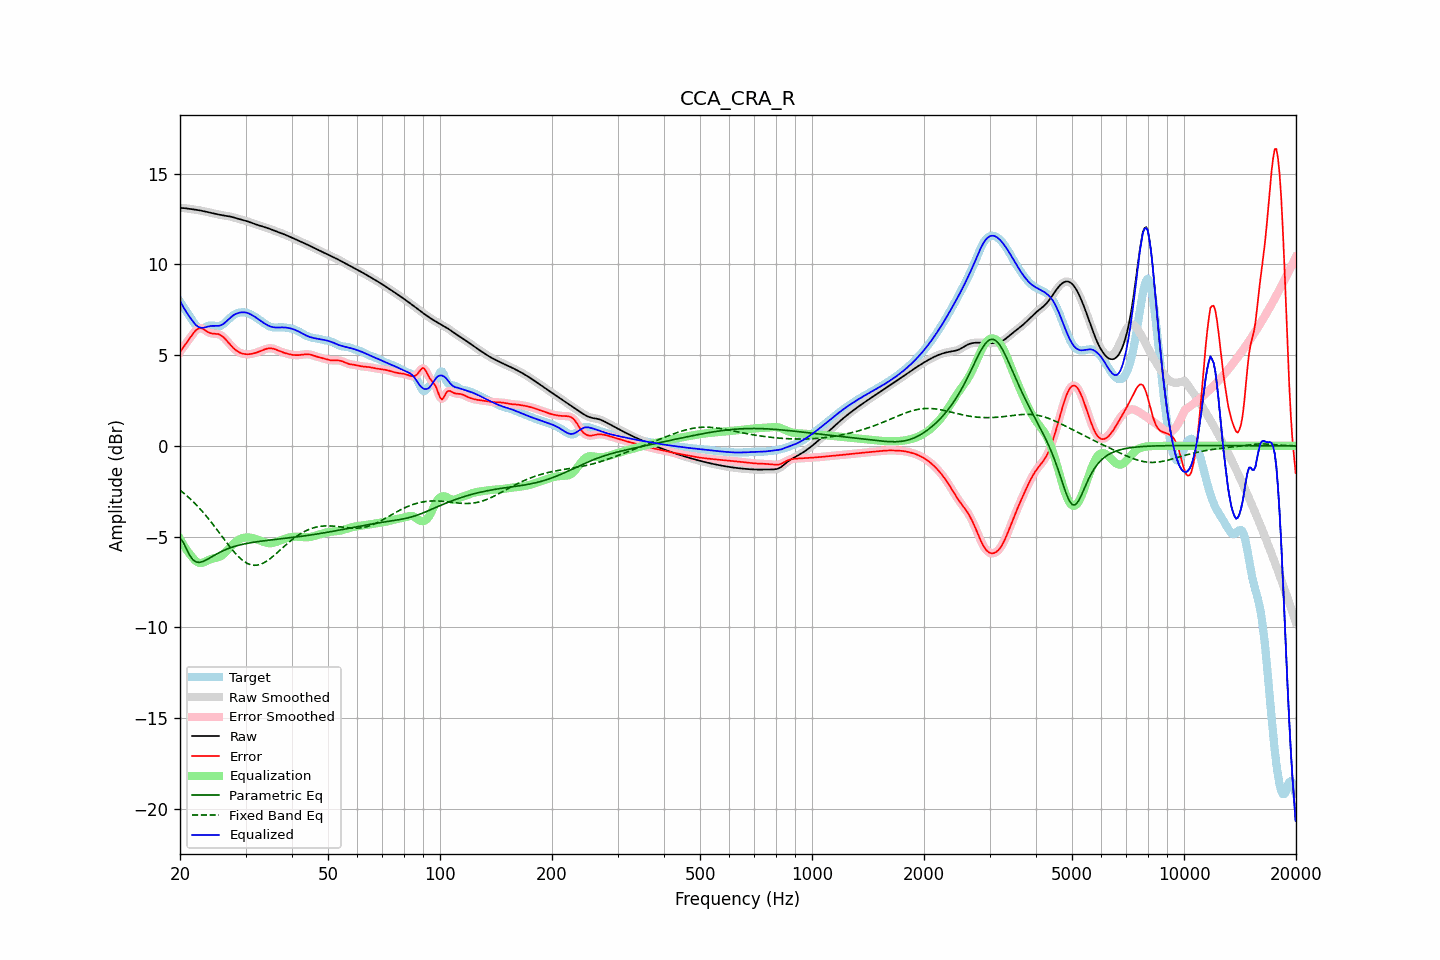 CCA_CRA_R
Amplitude (dBr)
15
10
5
0
−5
−10
−15
−20
Target
Raw Smoothed
Error Smoothed
Raw
Error
Equalization
Parametric Eq
Fixed Band Eq
Equalized
20
50
100
200
500
1000
2000
5000
10000
20000
Frequency (Hz)